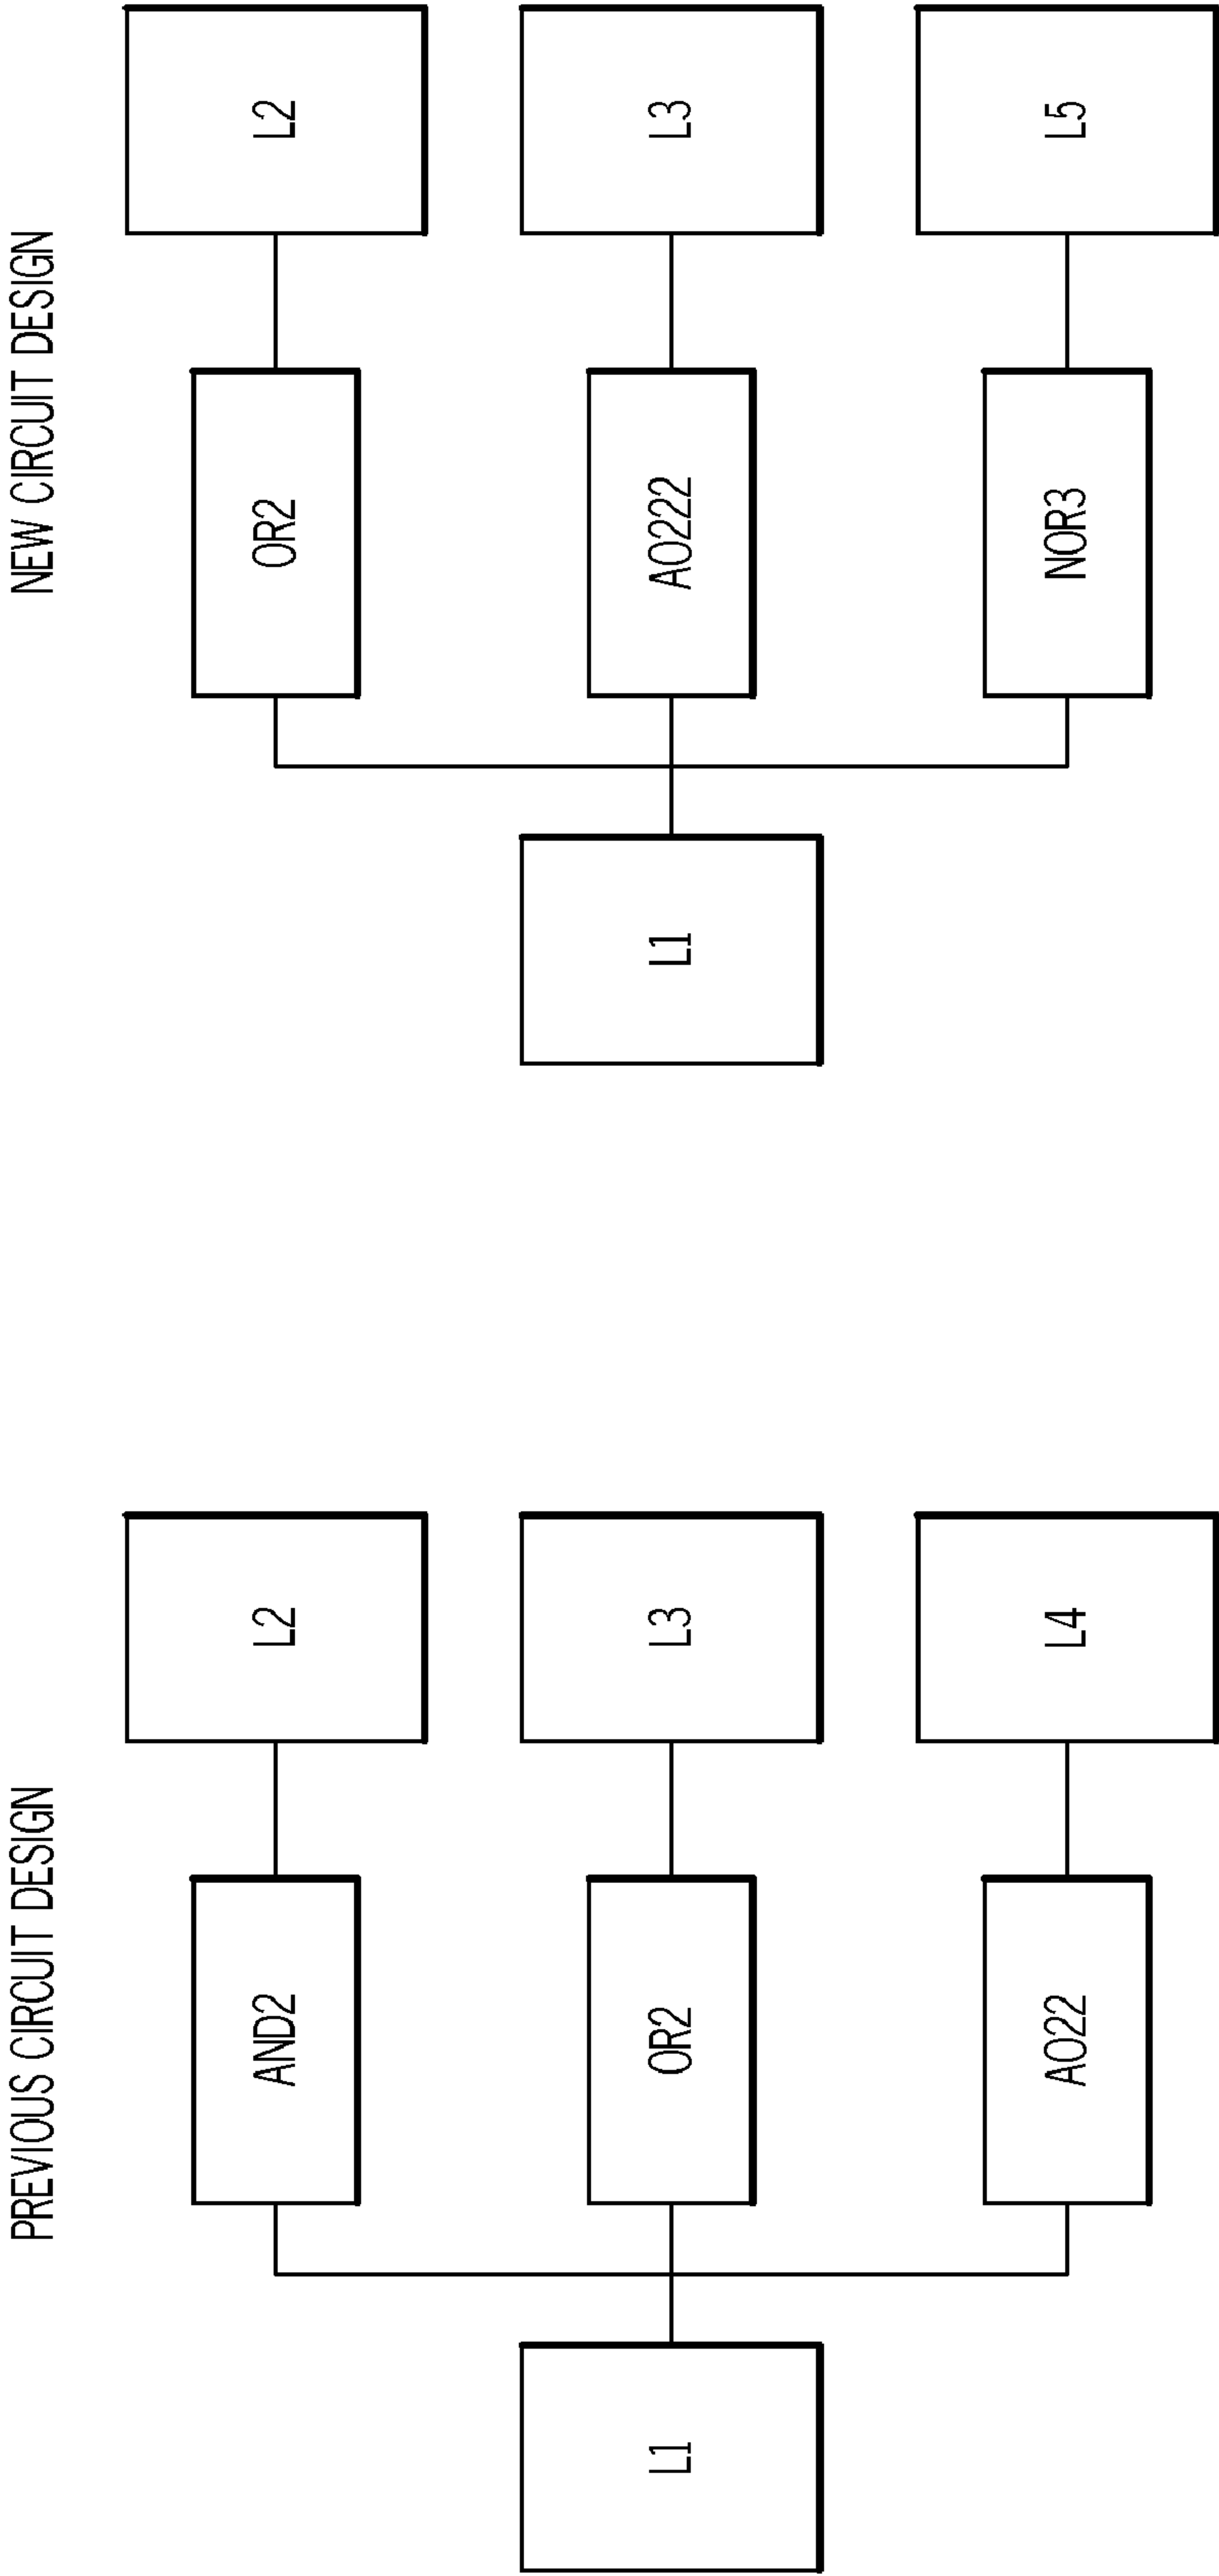 PREVIOUS CIRCUIT DESIGN
L1
AND2
L2
OR2
L3
AO22
L4
NEW CIRCUIT DESIGN
L1
OR2
L2
AO222
L3
NOR3
L5